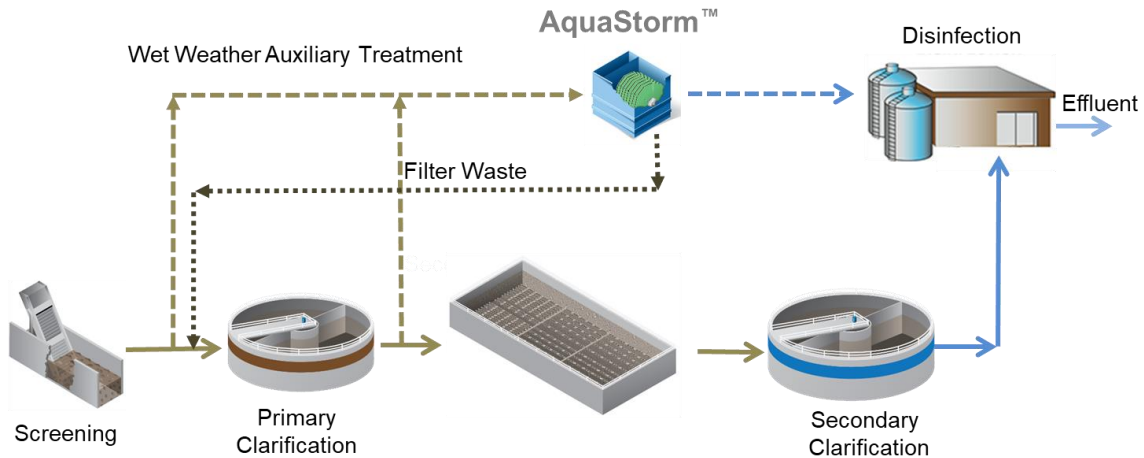 AquaStorm™
Wet Weather Auxiliary Treatment
Disinfection
Effluent
Filter Waste
Screening
Primary
Clarification
Secondary
Clarification